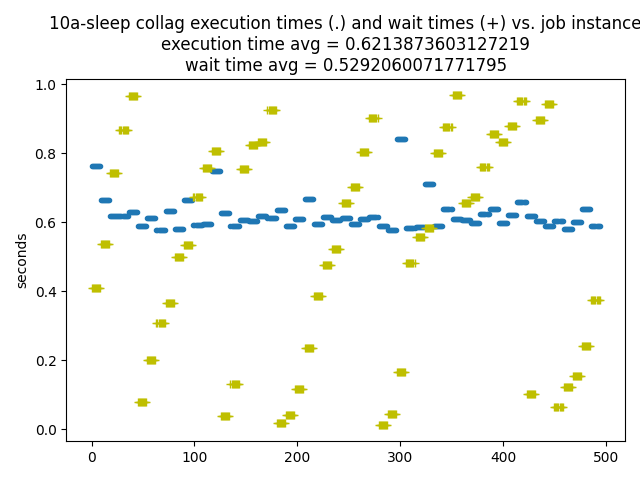 10a-sleep collag execution times (.) and wait times (+) vs. job instance
execution time avg = 0.6213873603127219
wait time avg = 0.5292060071771795
1.0
0.8
0.6
0.4
0.2
0.0
seconds
0 100 200 300 400 500